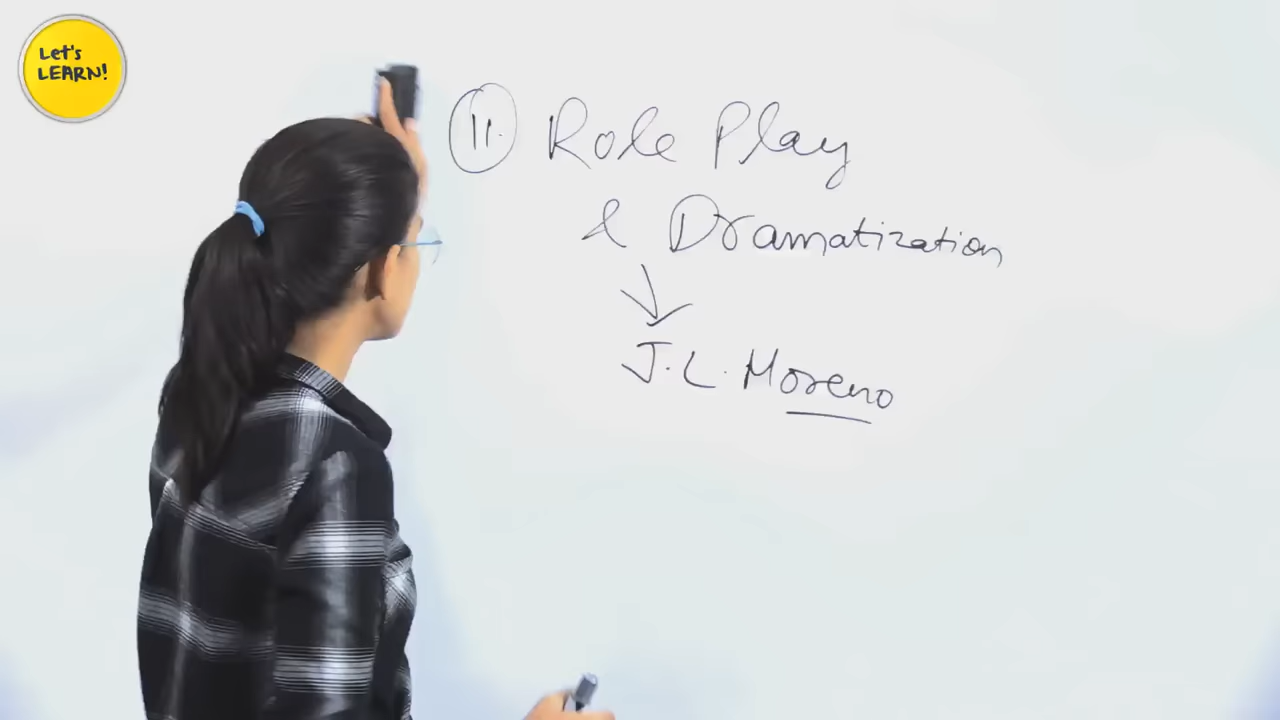 Let's
LEARN!
11. Role Play
& Dramatization
J.L. Moreno